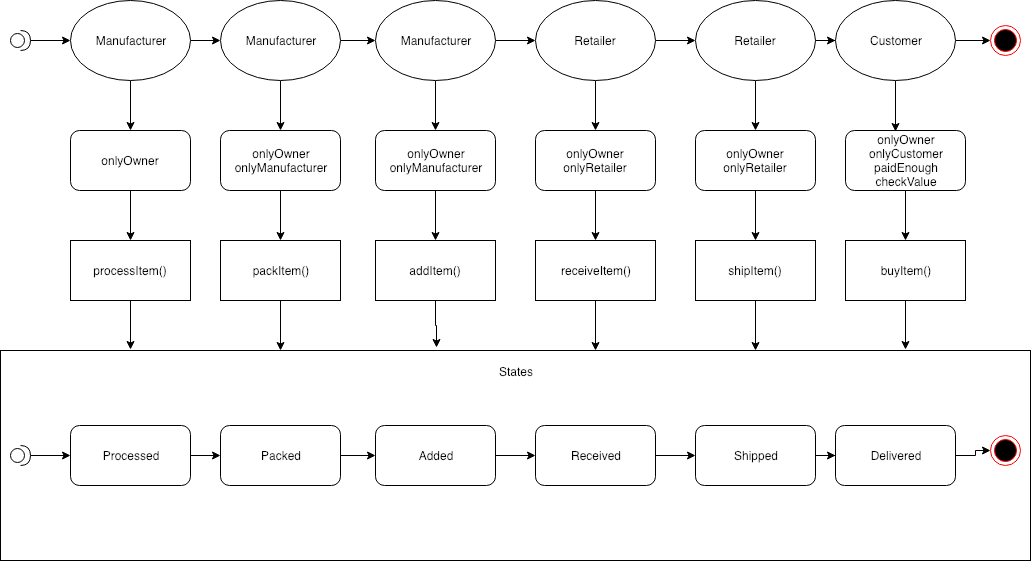 Manufacturer
Manufacturer
Manufacturer
Retailer
Retailer
Customer
onlyOwner
onlyOwner
onlyManufacturer
onlyOwner
onlyManufacturer
onlyOwner
onlyRetailer
onlyOwner
onlyRetailer
onlyOwner
onlyCustomer
paidEnough
checkValue
processItem()
packItem()
addItem()
receiveItem()
shipItem()
buyItem()
States
Processed
Packed
Added
Received
Shipped
Delivered